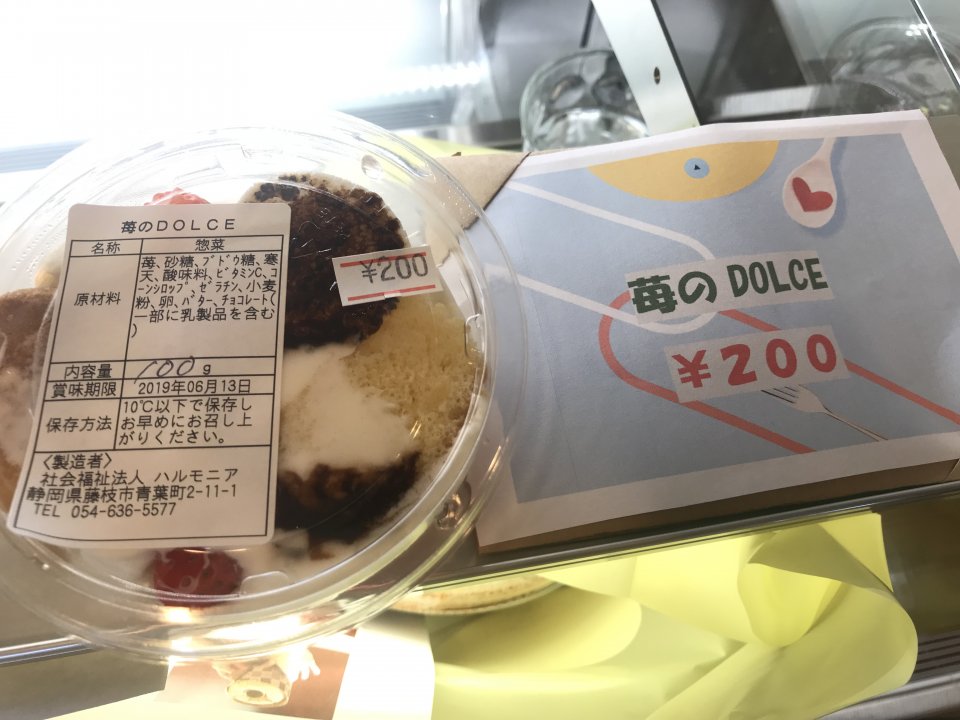 苺のDOLCE
名称 惣菜
原材料 苺、砂糖、ブドウ糖、寒
天、酸味料、ビタミンC、コ
ーンシロップ、ゼラチン、小麦
粉、卵、バター、チョコレート(
一部に乳製品を含む
)
内容量 100g
賞味期限 2019年06月13日
保存方法 10℃以下で保存し
お早めにお召し上
がりください。
〈製造者〉
社会福祉法人 ハルモニア
静岡県藤枝市青葉町2-11-1
TEL 054-636-5577
¥200
苺の DOLCE
¥200